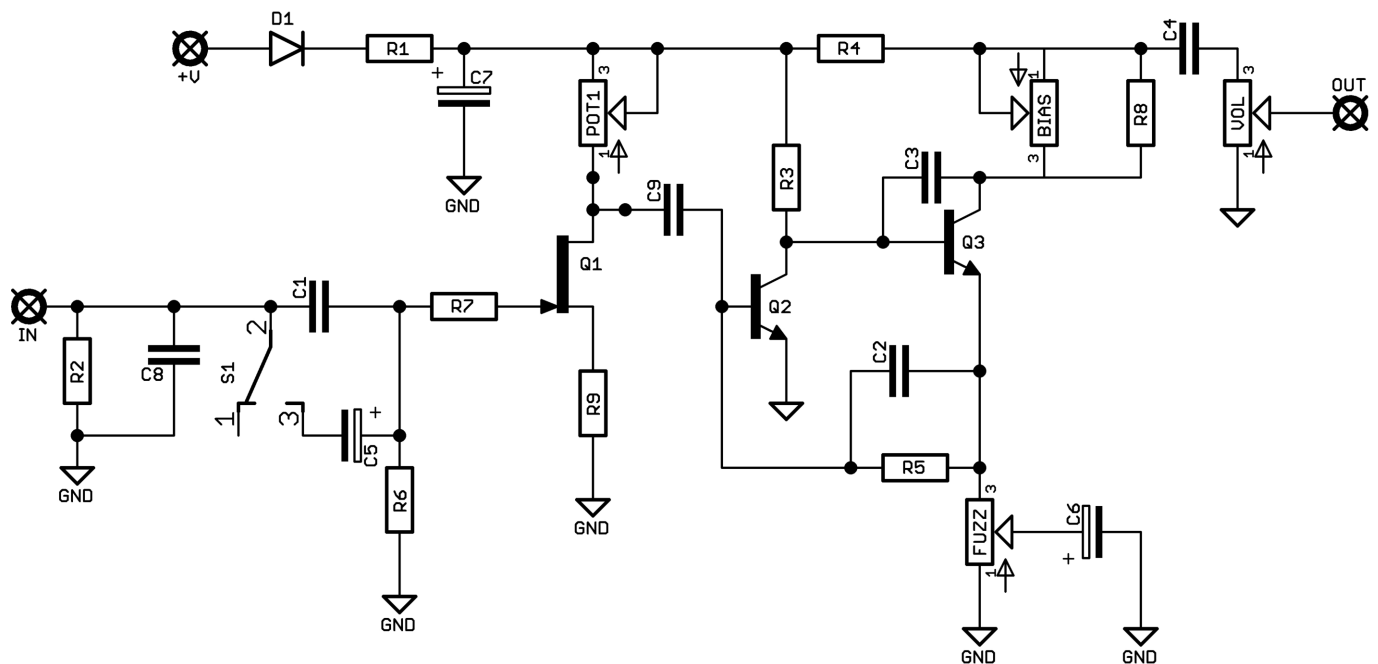 D1
C4
+V
R1
+
C7
3
POT1
1
R4
1
BIAS
3
R8
3
VOL
1
OUT
GND
C9
R3
C3
Q3
Q1
IN
R2
C8
2
S1
1
3
C1
+
C5
R7
R9
Q2
C2
R5
GND
R6
GND
GND
3
FUZZ
1
C6
+
GND
GND